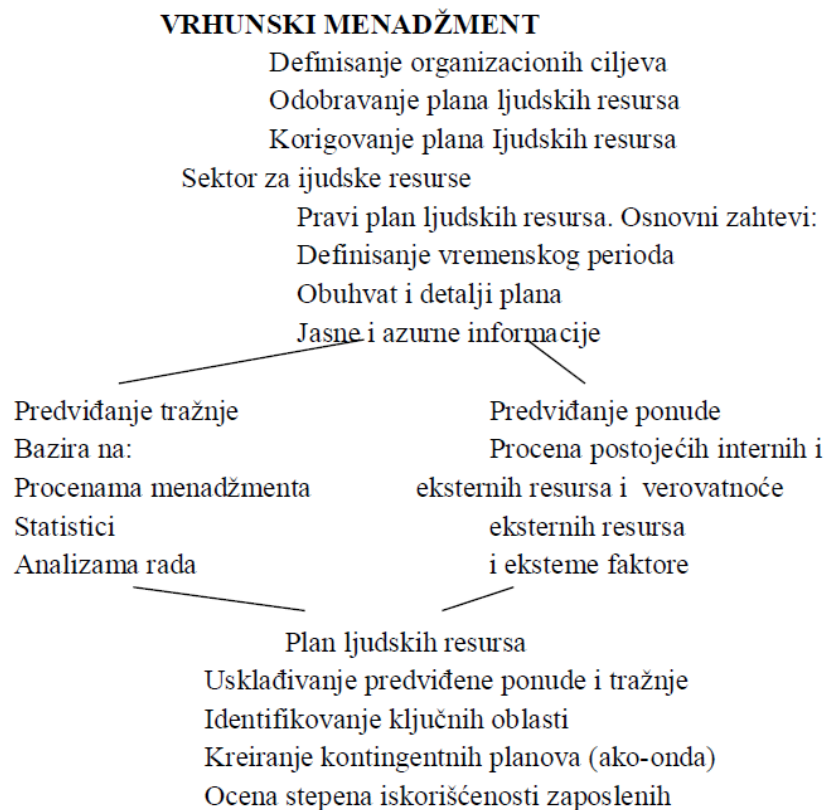 VRHUNSKI MENADŽMENT
Definisanje organizacionih ciljeva
Odobravanje plana ljudskih resursa
Korigovanje plana Ijudskih resursa
Sektor za ijudske resurse
Pravi plan ljudskih resursa. Osnovni zahtevi:
Definisanje vremenskog perioda
Obuhvat i detalji plana
Jasne i azurne informacije
Predviđanje tražnje
Bazira na:
Procenama menadžmenta
Statistici
Analizama rada
Predviđanje ponude
Procena postojećih internih i
eksternih resursa i verovatnoće
eksternih resursa
i eksteme faktore
Plan ljudskih resursa
Usklađivanje predviđene ponude i tražnje
Identifikovanje ključnih oblasti
Kreiranje kontingentnih planova (ako-onda)
Ocena stepena iskorišćenosti zaposlenih